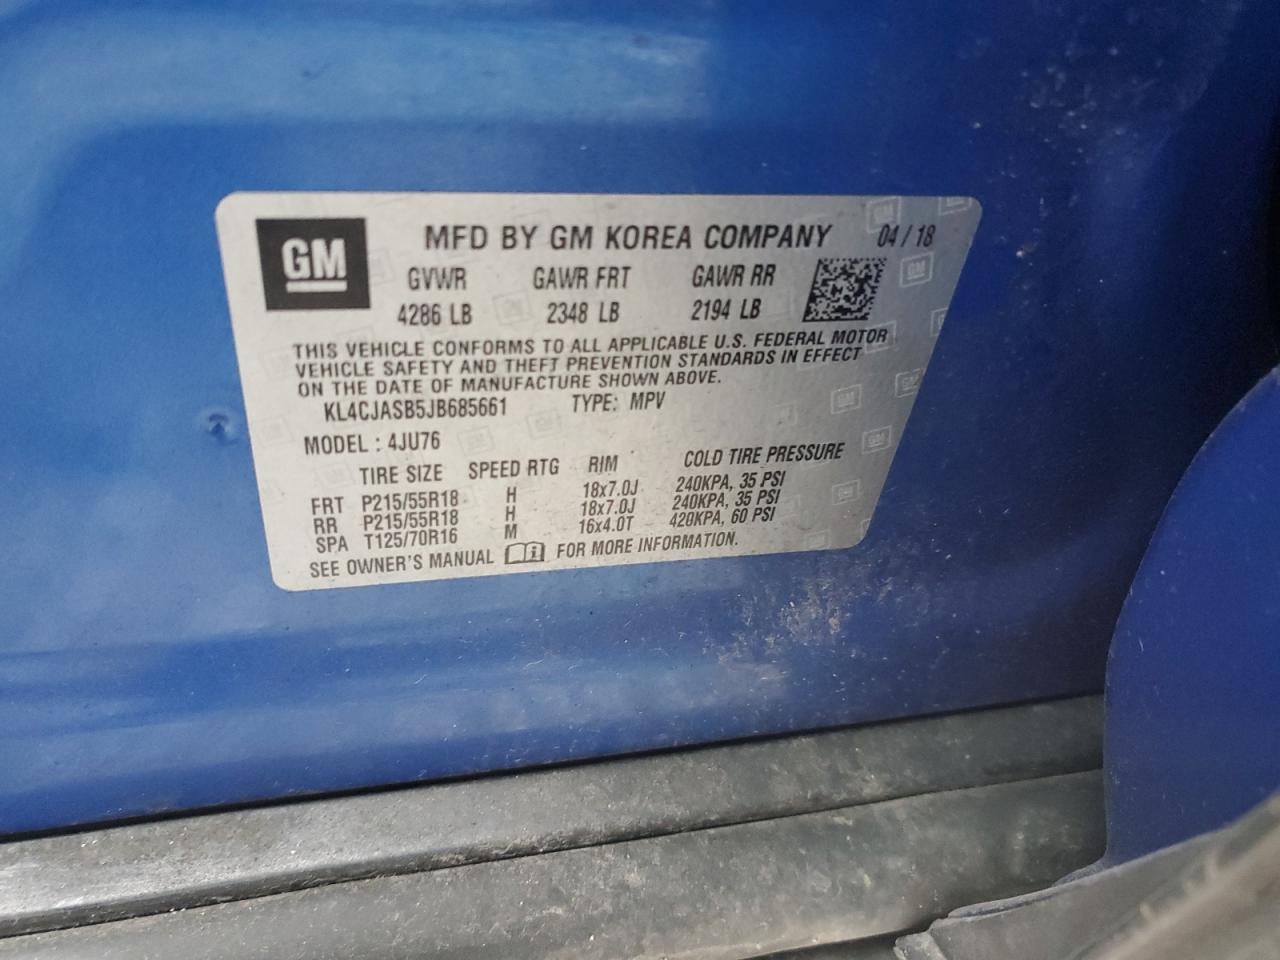 GM
MFD BY GM KOREA COMPANY 04 / 18
GVWR GAWR FRT GAWR RR
4286 LB 2348 LB 2194 LB
THIS VEHICLE CONFORMS TO ALL APPLICABLE U.S. FEDERAL MOTOR
VEHICLE SAFETY AND THEFT PREVENTION STANDARDS IN EFFECT
ON THE DATE OF MANUFACTURE SHOWN ABOVE.
KL4CJASB5JB685661 TYPE: MPV
MODEL : 4JU76
TIRE SIZE SPEED RTG RIM COLD TIRE PRESSURE
FRT P215/55R18 H 18x7.0J 240KPA, 35 PSI
RR P215/55R18 H 18x7.0J 240KPA, 35 PSI
SPA T125/70R16 M 16x4.0T 420KPA, 60 PSI
SEE OWNER'S MANUAL FOR MORE INFORMATION.